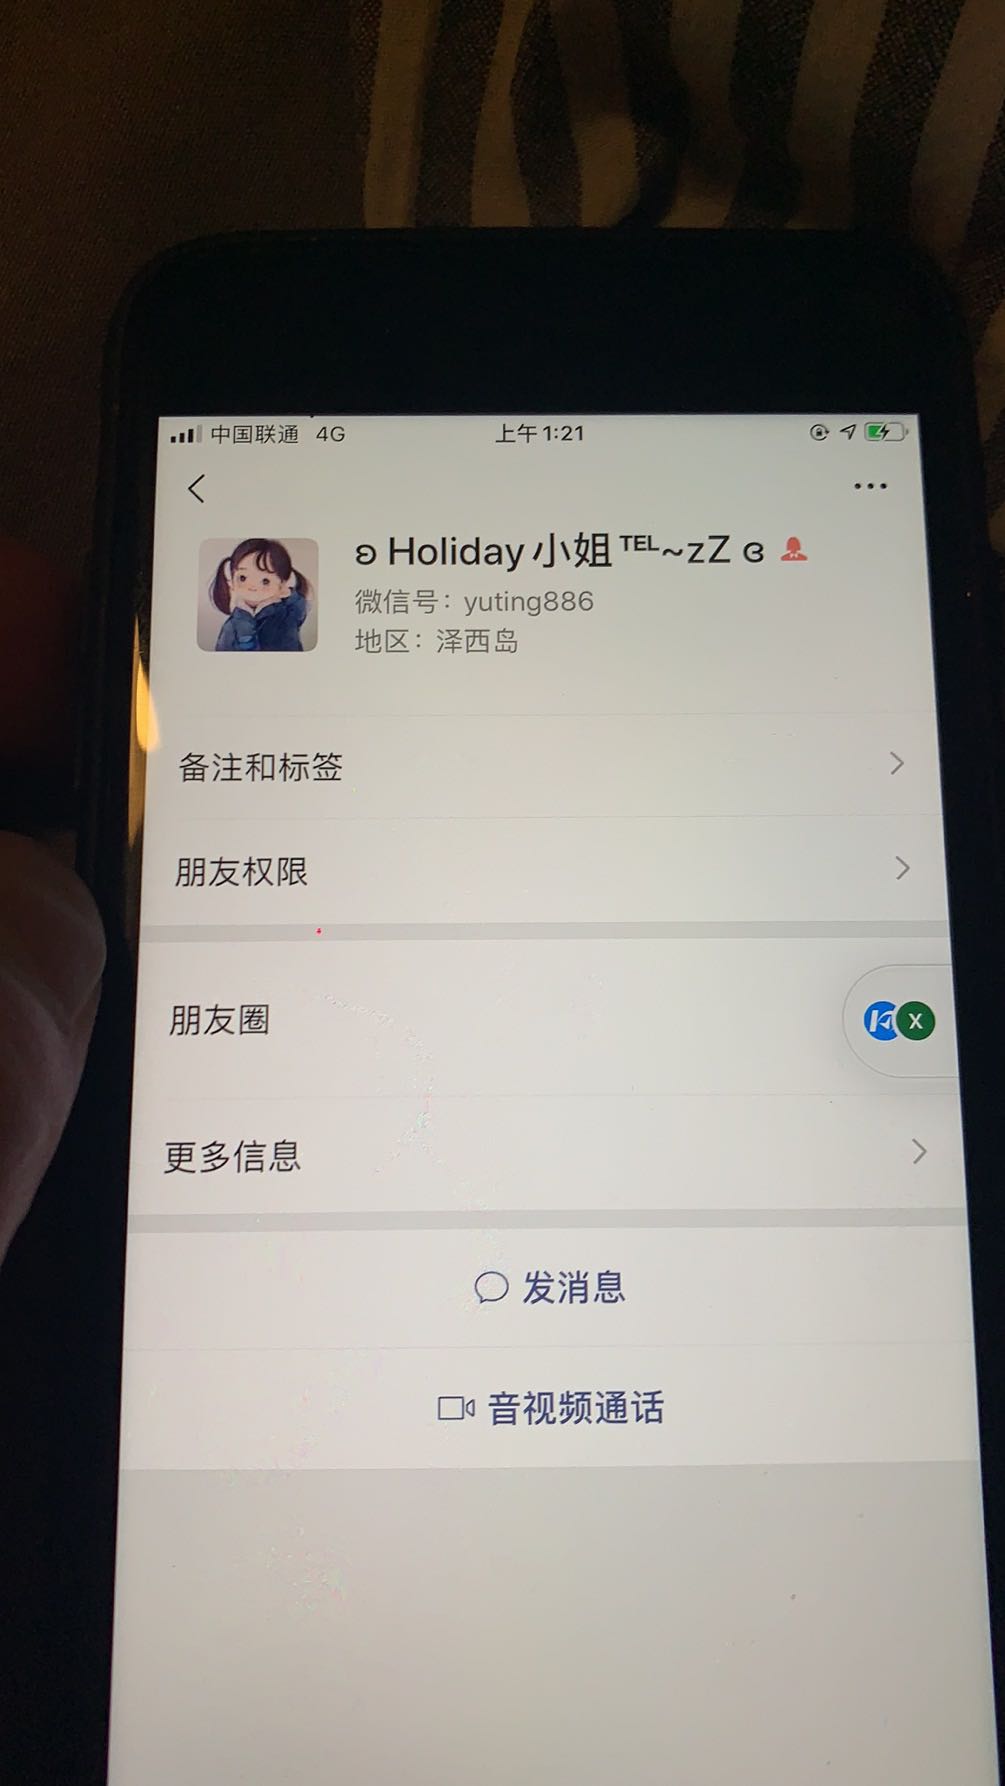 中国联通 4G 上午1:21
ʚ Holiday小姐℡~zZ ɞ
微信号：yuting886
地区：泽西岛
备注和标签
朋友权限
朋友圈
X
更多信息
发消息
音视频通话